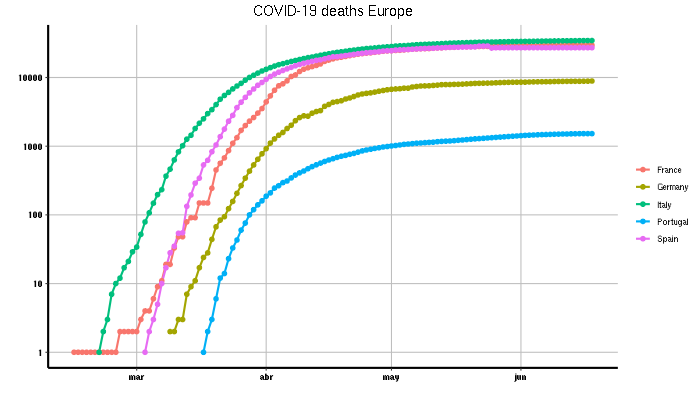 COVID-19 deaths Europe
10000
1000
100
10
1
mar
abr
may
jun
France
Germany
Italy
Portugal
Spain